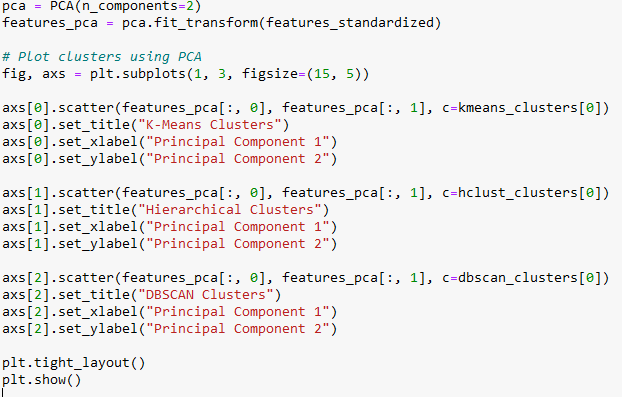 pca = PCA(n_components=2)
features_pca = pca.fit_transform(features_standardized)
# Plot clusters using PCA
fig, axs = plt.subplots(1, 3, figsize=(15, 5))
axs[0].scatter(features_pca[:, 0], features_pca[:, 1], c=kmeans_clusters[0])
axs[0].set_title("K-Means Clusters")
axs[0].set_xlabel("Principal Component 1")
axs[0].set_ylabel("Principal Component 2")
axs[1].scatter(features_pca[:, 0], features_pca[:, 1], c=hclust_clusters[0])
axs[1].set_title("Hierarchical Clusters")
axs[1].set_xlabel("Principal Component 1")
axs[1].set_ylabel("Principal Component 2")
axs[2].scatter(features_pca[:, 0], features_pca[:, 1], c=dbscan_clusters[0])
axs[2].set_title("DBSCAN Clusters")
axs[2].set_xlabel("Principal Component 1")
axs[2].set_ylabel("Principal Component 2")
plt.tight_layout()
plt.show()